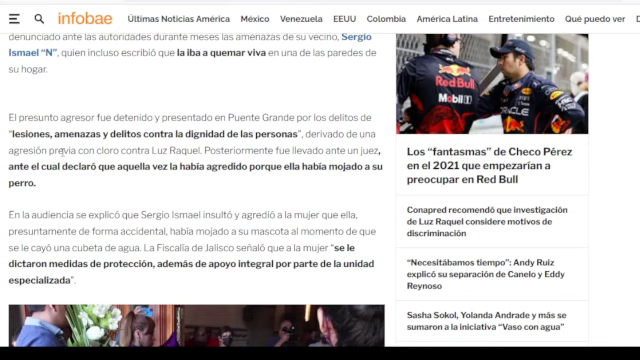 infobae
Últimas Noticias América México Venezuela EEUU Colombia América Latina Entretenimiento Qué puedo ver D
denunciado ante las autoridades durante meses las amenazas de su vecino, Sergio
Ismael “N”, quien incluso escribió que la iba a quemar viva en una de las paredes de
su hogar.
El presunto agresor fue detenido y presentado en Puente Grande por los delitos de
“lesiones, amenazas y delitos contra la dignidad de las personas”, derivado de una
agresión previa con cloro contra Luz Raquel. Posteriormente fue llevado ante un juez,
ante el cual declaró que aquella vez la había agredido porque ella había mojado a su
perro.
En la audiencia se explicó que Sergio Ismael insultó y agredió a la mujer que ella,
presuntamente de forma accidental, había mojado a su mascota al momento de que
se le cayó una cubeta de agua. La Fiscalía de Jalisco señaló que a la mujer “se le
dictaron medidas de protección, además de apoyo integral por parte de la unidad
especializada”.
Red Bull
Mobil 1
ORACLE
Los “fantasmas” de Checo Pérez
en el 2021 que empezarían a
preocupar en Red Bull
Conapred recomendó que investigación
de Luz Raquel considere motivos de
discriminación
“Necesitábamos tiempo”: Andy Ruiz
explicó su separación de Canelo y Eddy
Reynoso
Sasha Sokol, Yolanda Andrade y más se
sumaron a la iniciativa “Vaso con agua”